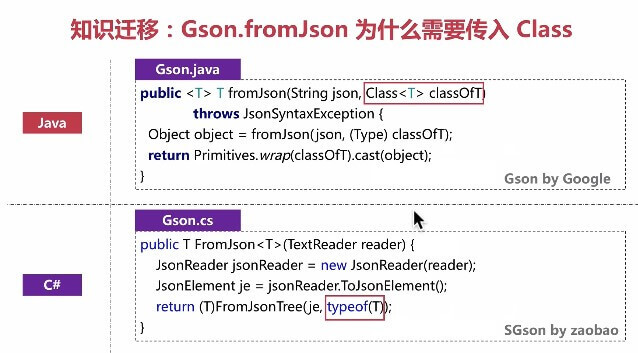 知识迁移：Gson.fromJson 为什么需要传入 Class
Gson.java
Java
public <T> T fromJson(String json, Class<T> classOfT)
throws JsonSyntaxException {
Object object = fromJson(json, (Type) classOfT);
return Primitives.wrap(classOfT).cast(object);
}
Gson by Google
Gson.cs
C#
public T FromJson<T>(TextReader reader) {
JsonReader jsonReader = new JsonReader(reader);
JsonElement je = jsonReader.ToJsonElement();
return (T)FromJsonTree(je, typeof(T));
}
SGson by zaobao